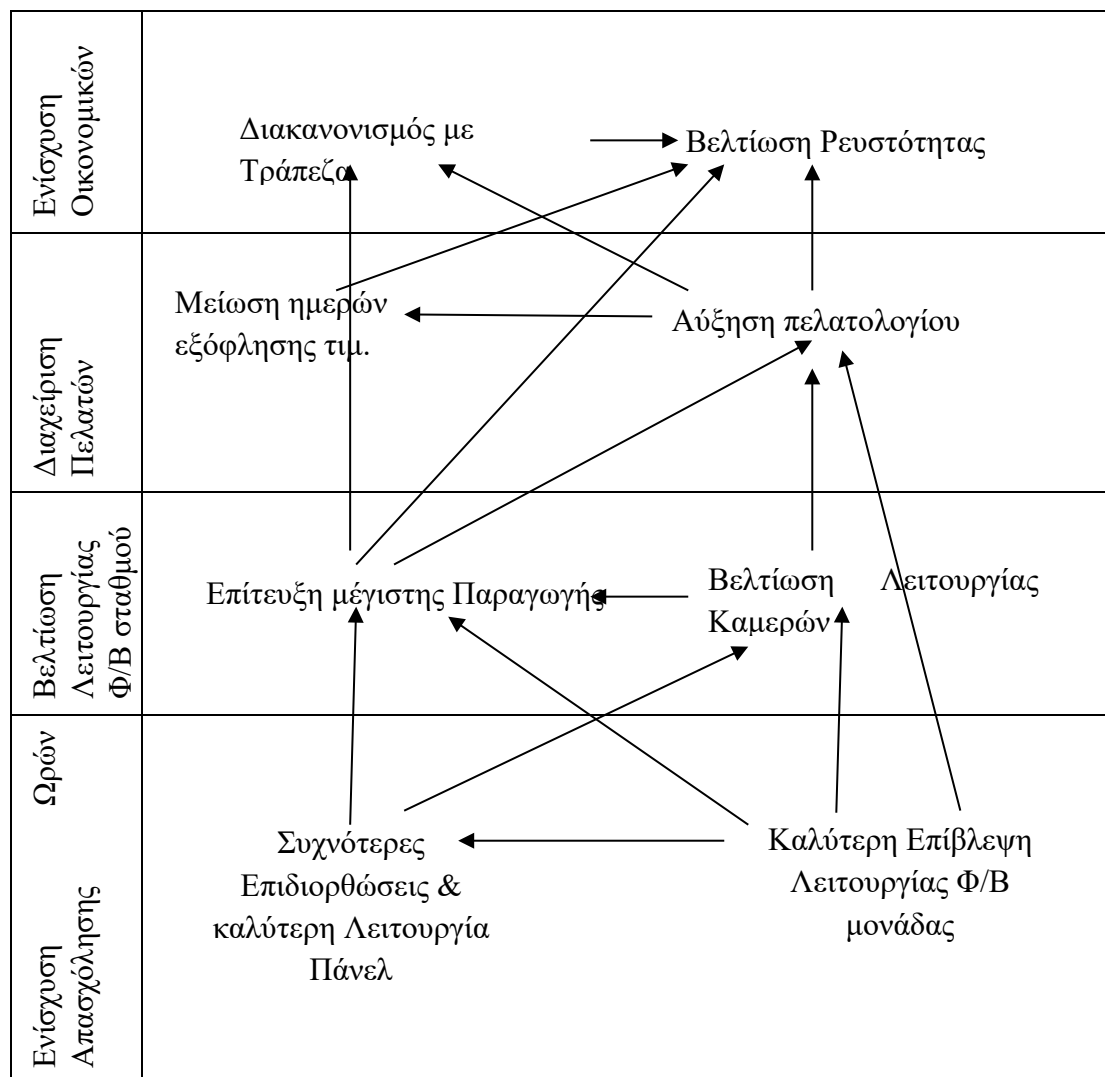 Ενίσχυση
Οικονομικών
Διακανονισμός με
Τράπεζα
Βελτίωση Ρευστότητας
Διαχείριση
Πελατών
Μείωση ημερών
εξόφλησης τιμ.
Αύξηση πελατολογίου
Βελτίωση
Λειτουργίας
Φ/Β σταθμού
Επίτευξη μέγιστης Παραγωγής
Βελτίωση Λειτουργίας
Καμερών
Ενίσχυση Ωρών
Απασχόλησης
Συχνότερες
Επιδιορθώσεις &
καλύτερη Λειτουργία
Πάνελ
Καλύτερη Επίβλεψη
Λειτουργίας Φ/Β
μονάδας